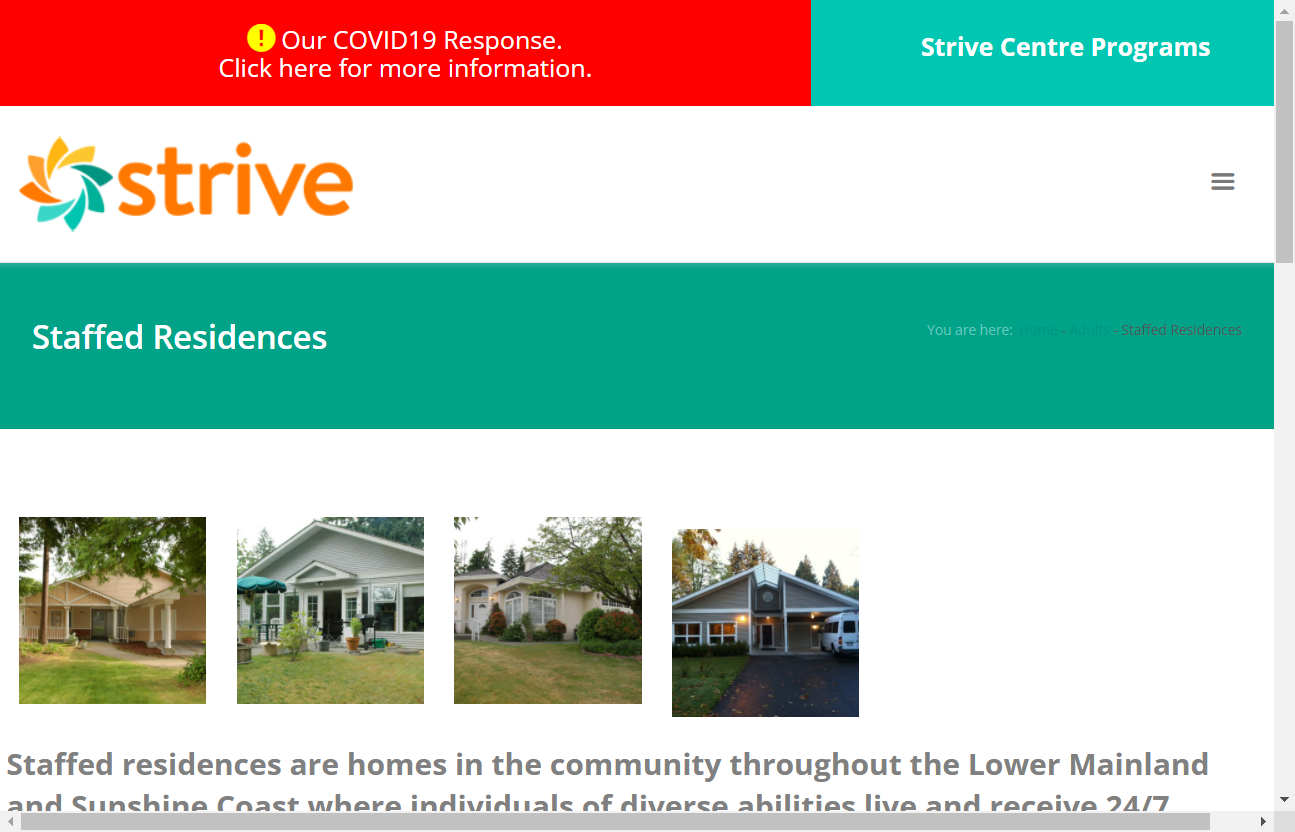 Our COVID19 Response.
Click here for more information.
Strive Centre Programs
strive
Staffed Residences
You are here: Home - Adults - Staffed Residences
Staffed residences are homes in the community throughout the Lower Mainland
and Sunshine Coast where individuals of diverse abilities live and receive 24/7